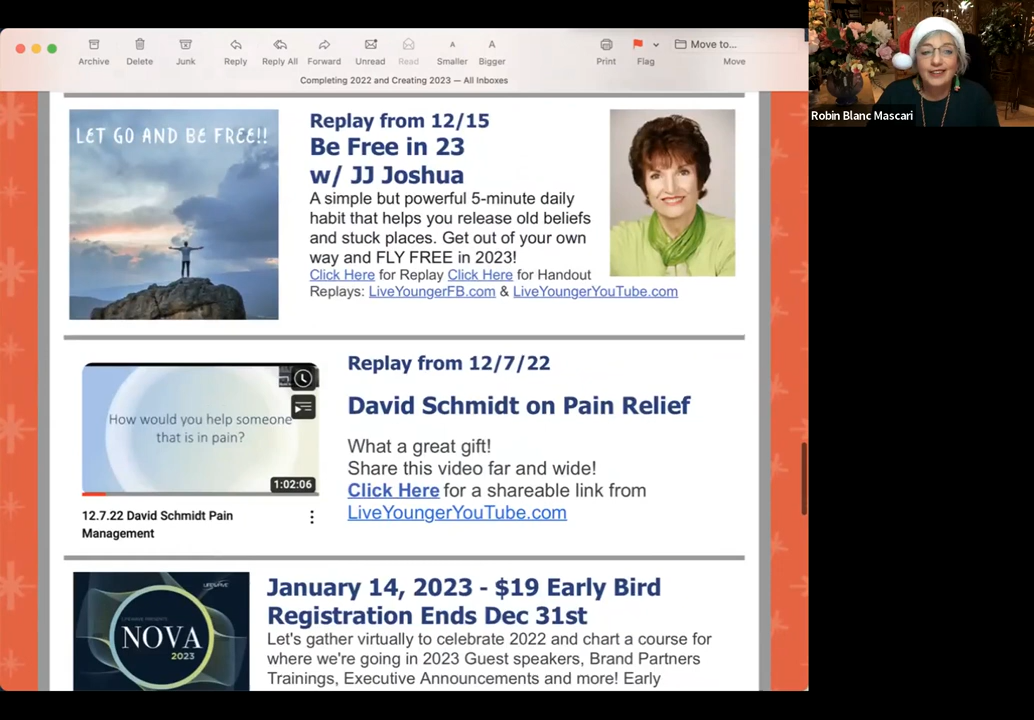 Archive
Delete
Junk
Reply
Reply All
Forward
Unread
Read
A
Smaller
A
Bigger
Print
Flag
Move to...
Move
Completing 2022 and Creating 2023 — All Inboxes
Robin Blanc Mascari
LET GO AND BE FREE!!
Replay from 12/15
Be Free in 23
w/ JJ Joshua
A simple but powerful 5-minute daily
habit that helps you release old beliefs
and stuck places. Get out of your own
way and FLY FREE in 2023!
Click Here for Replay Click Here for Handout
Replays: LiveYoungerFB.com & LiveYoungerYouTube.com
How would you help someone
that is in pain?
1:02:06
12.7.22 David Schmidt Pain
Management
Replay from 12/7/22
David Schmidt on Pain Relief
What a great gift!
Share this video far and wide!
Click Here for a shareable link from
LiveYoungerYouTube.com
LIFEWAVE
LIFEWAVE PRESENTS
NOVA
2023
January 14, 2023 - $19 Early Bird
Registration Ends Dec 31st
Let's gather virtually to celebrate 2022 and chart a course for
where we're going in 2023 Guest speakers, Brand Partners
Trainings, Executive Announcements and more! Early